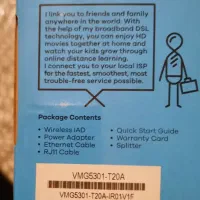 I link you to friends and family
anywhere in the world. With
the help of my broadband DSL
technology, you can enjoy HD
movies together at home and
watch your kids grow through
online distance learning.
I connect you to your local ISP
for the fastest, smoothest, most
trouble-free service possible.
Package Contents
• Wireless IAD
• Power Adapter
• Ethernet Cable
• RJ11 Cable
• Quick Start Guide
• Warranty Card
• Splitter
VMG5301-T20A
VMG5301-T20A-IR01V1F